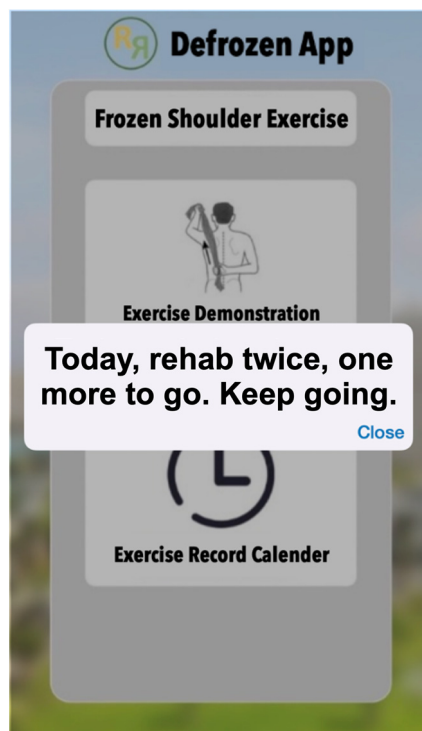 RR Defrozen App
Frozen Shoulder Exercise
Exercise Demonstration
Today, rehab twice, one
more to go. Keep going.
Close
Exercise Record Calender